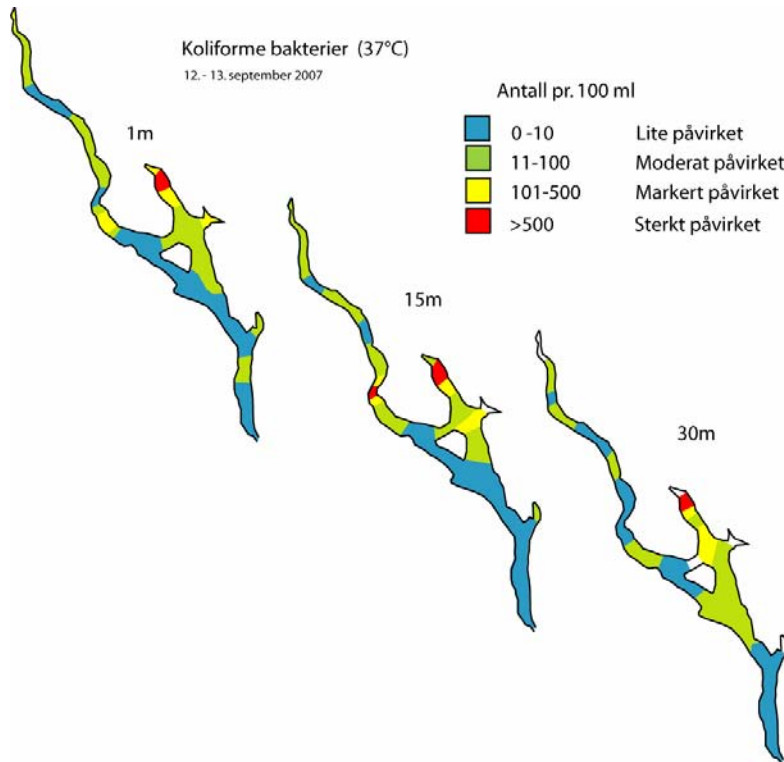 Koliforme bakterier (37°C)
12. - 13. september 2007
Antall pr. 100 ml
0 -10 Lite påvirket
11-100 Moderat påvirket
101-500 Markert påvirket
>500 Sterkt påvirket
1m
15m
30m